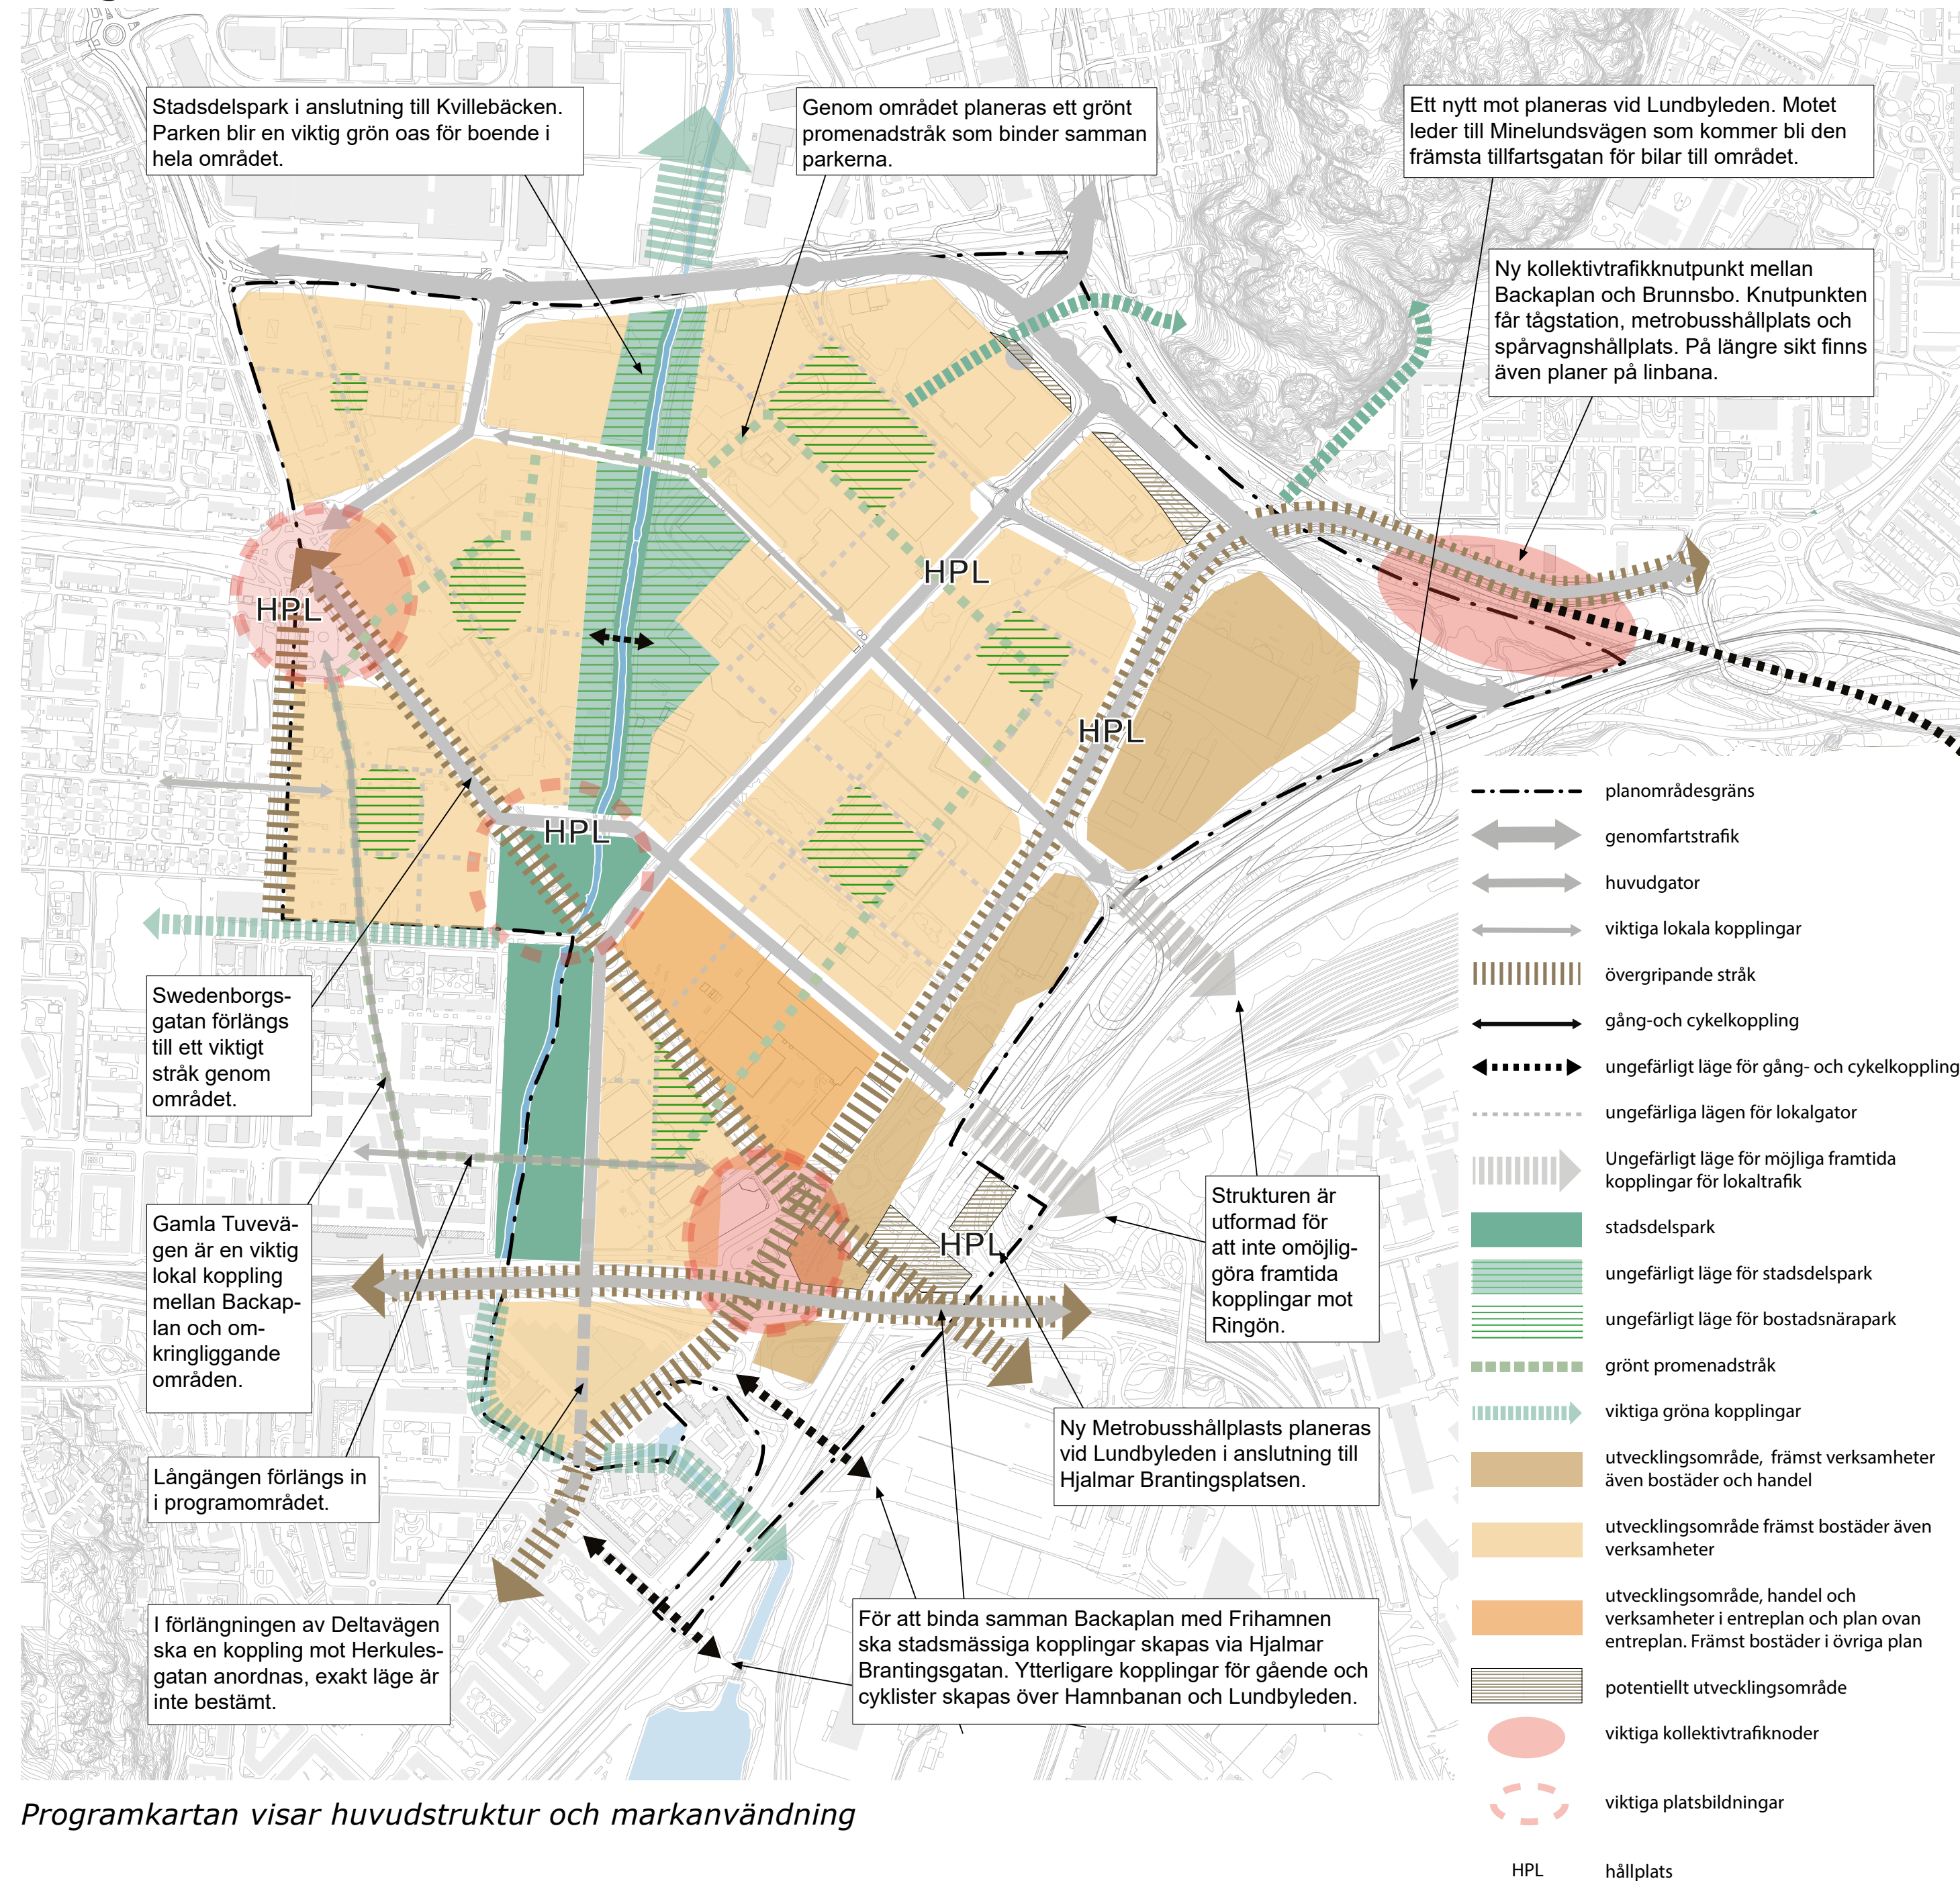 Stadsdelspark i anslutning till Kvillebäcken.
Parken blir en viktig grön oas för boende i
hela området.
Genom området planeras ett grönt
promenadstråk som binder samman
parkerna.
Ett nytt mot planeras vid Lundbyleden. Motet
leder till Minelundsvägen som kommer bli den
främsta tillfartsgatan för bilar till området.
Ny kollektivtrafikknutpunkt mellan
Backaplan och Brunnsbo. Knutpunkten
får tågstation, metrobusshållplats och
spårvagnshållplats. På längre sikt finns
även planer på linbana.
HPL
HPL
HPL
HPL
HPL
Swedenborgs-
gatan förlängs
till ett viktigt
stråk genom
området.
Gamla Tuvevä-
gen är en viktig
lokal koppling
mellan Backap-
lan och om-
kringliggande
områden.
Långängen förlängs in
i programområdet.
I förlängningen av Deltavägen
ska en koppling mot Herkules-
gatan anordnas, exakt läge är
inte bestämt.
Strukturen är
utformad för
att inte omöjlig-
göra framtida
kopplingar mot
Ringön.
Ny Metrobusshållplasts planeras
vid Lundbyleden i anslutning till
Hjalmar Brantingsplatsen.
För att binda samman Backaplan med Frihamnen
ska stadsmässiga kopplingar skapas via Hjalmar
Brantingsgatan. Ytterligare kopplingar för gående och
cyklister skapas över Hamnbanan och Lundbyleden.
planområdesgräns
genomfartstrafik
huvudgator
viktiga lokala kopplingar
övergripande stråk
gång-och cykelkoppling
ungefärligt läge för gång- och cykelkoppling
ungefärliga lägen för lokalgator
Ungefärligt läge för möjliga framtida
kopplingar för lokaltrafik
stadsdelspark
ungefärligt läge för stadsdelspark
ungefärligt läge för bostadsnärapark
grönt promenadstråk
viktiga gröna kopplingar
utvecklingsområde, främst verksamheter
även bostäder och handel
utvecklingsområde främst bostäder även
verksamheter
utvecklingsområde, handel och
verksamheter i entreplan och plan ovan
entreplan. Främst bostäder i övriga plan
potentiellt utvecklingsområde
viktiga kollektivtrafiknoder
viktiga platsbildningar
HPL hållplats
Programkartan visar huvudstruktur och markanvändning